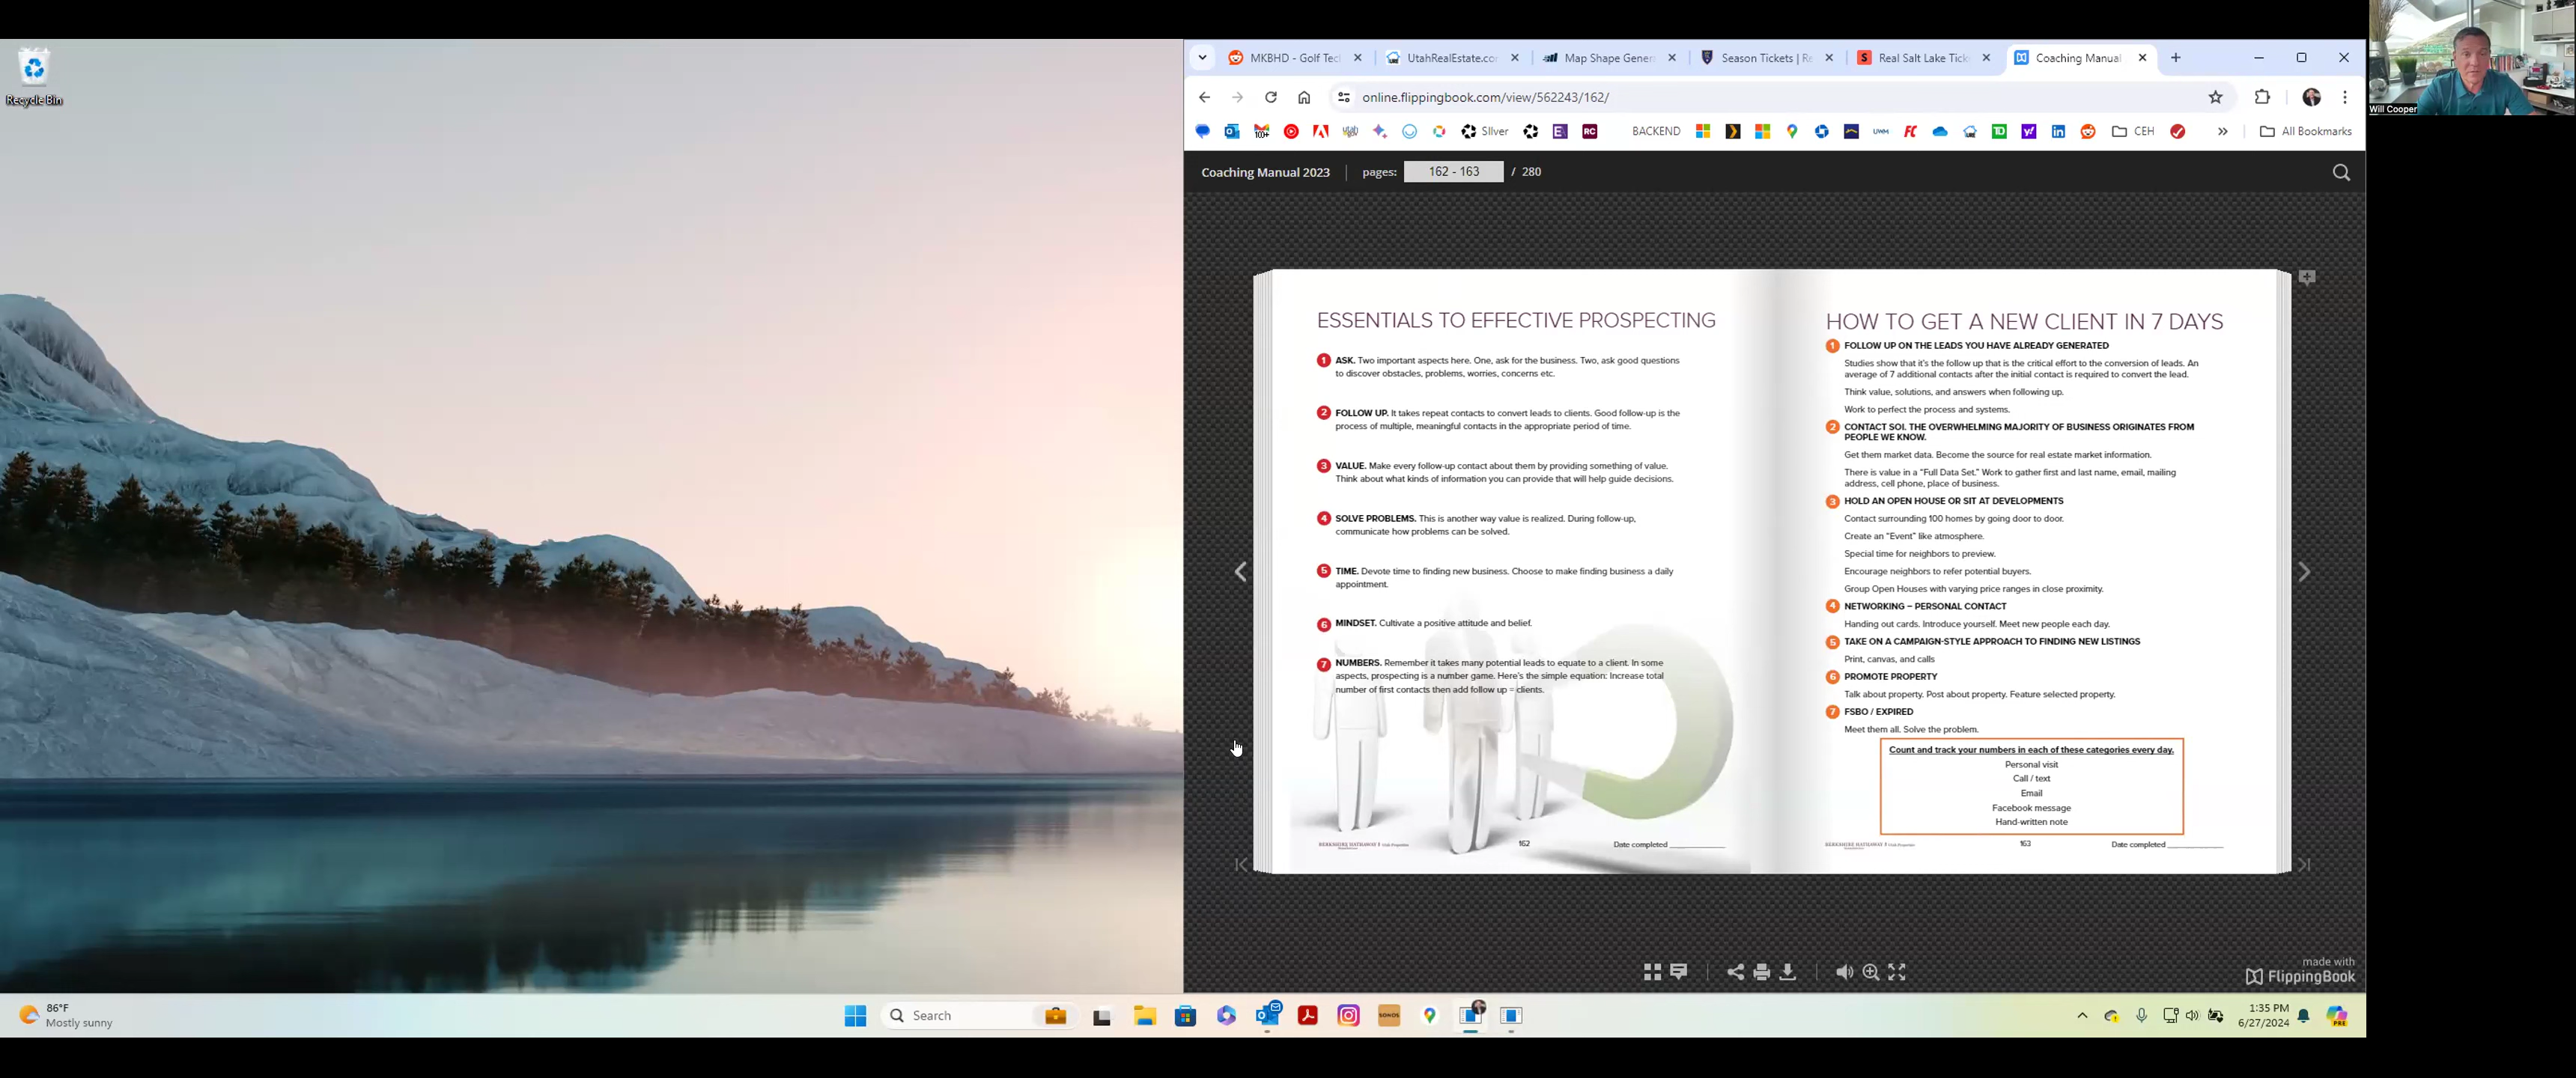 Recycle Bin
MKBHD - Golf Tec
UtahRealEstate.co
Map Shape Gener
Season Tickets | Re
Real Salt Lake Tick
Coaching Manual
Will Cooper
online.flippingbook.com/view/562243/162/
100+
SIlver
RC
BACKEND
UWM
CEH
All Bookmarks
Coaching Manual 2023
pages:
162 - 163
/ 280
ESSENTIALS TO EFFECTIVE PROSPECTING
1 ASK. Two important aspects here. One, ask for the business. Two, ask good questions
to discover obstacles, problems, worries, concerns etc.
2 FOLLOW UP. It takes repeat contacts to convert leads to clients. Good follow-up is the
process of multiple, meaningful contacts in the appropriate period of time.
3 VALUE. Make every follow-up contact about them by providing something of value.
Think about what kinds of information you can provide that will help guide decisions.
4 SOLVE PROBLEMS. This is another way value is realized. During follow-up,
communicate how problems can be solved.
5 TIME. Devote time to finding new business. Choose to make finding business a daily
appointment.
6 MINDSET. Cultivate a positive attitude and belief.
7 NUMBERS. Remember it takes many potential leads to equate to a client. In some
aspects, prospecting is a number game. Here's the simple equation: Increase total
number of first contacts then add follow up = clients.
BERKSHIRE HATHAWAY
162
Date completed ____________
HOW TO GET A NEW CLIENT IN 7 DAYS
1 FOLLOW UP ON THE LEADS YOU HAVE ALREADY GENERATED
Studies show that it's the follow up that is the critical effort to the conversion of leads. An
average of 7 additional contacts after the initial contact is required to convert the lead.
Think value, solutions, and answers when following up.
Work to perfect the process and systems.
2 CONTACT SOI. THE OVERWHELMING MAJORITY OF BUSINESS ORIGINATES FROM
PEOPLE WE KNOW.
Get them market data. Become the source for real estate market information.
There is value in a "Full Data Set." Work to gather first and last name, email, mailing
address, cell phone, place of business.
3 HOLD AN OPEN HOUSE OR SIT AT DEVELOPMENTS
Contact surrounding 100 homes by going door to door.
Create an "Event" like atmosphere.
Special time for neighbors to preview.
Encourage neighbors to refer potential buyers.
Group Open Houses with varying price ranges in close proximity.
4 NETWORKING – PERSONAL CONTACT
Handing out cards. Introduce yourself. Meet new people each day.
5 TAKE ON A CAMPAIGN-STYLE APPROACH TO FINDING NEW LISTINGS
Print, canvas, and calls
6 PROMOTE PROPERTY
Talk about property. Post about property. Feature selected property.
7 FSBO / EXPIRED
Meet them all. Solve the problem.
Count and track your numbers in each of these categories every day.
Personal visit
Call / text
Email
Facebook message
Hand-written note
BERKSHIRE HATHAWAY
163
Date completed ____________
made with
FlippingBook
86°F
Mostly sunny
Search
SONOS
1:35 PM
6/27/2024
PRE